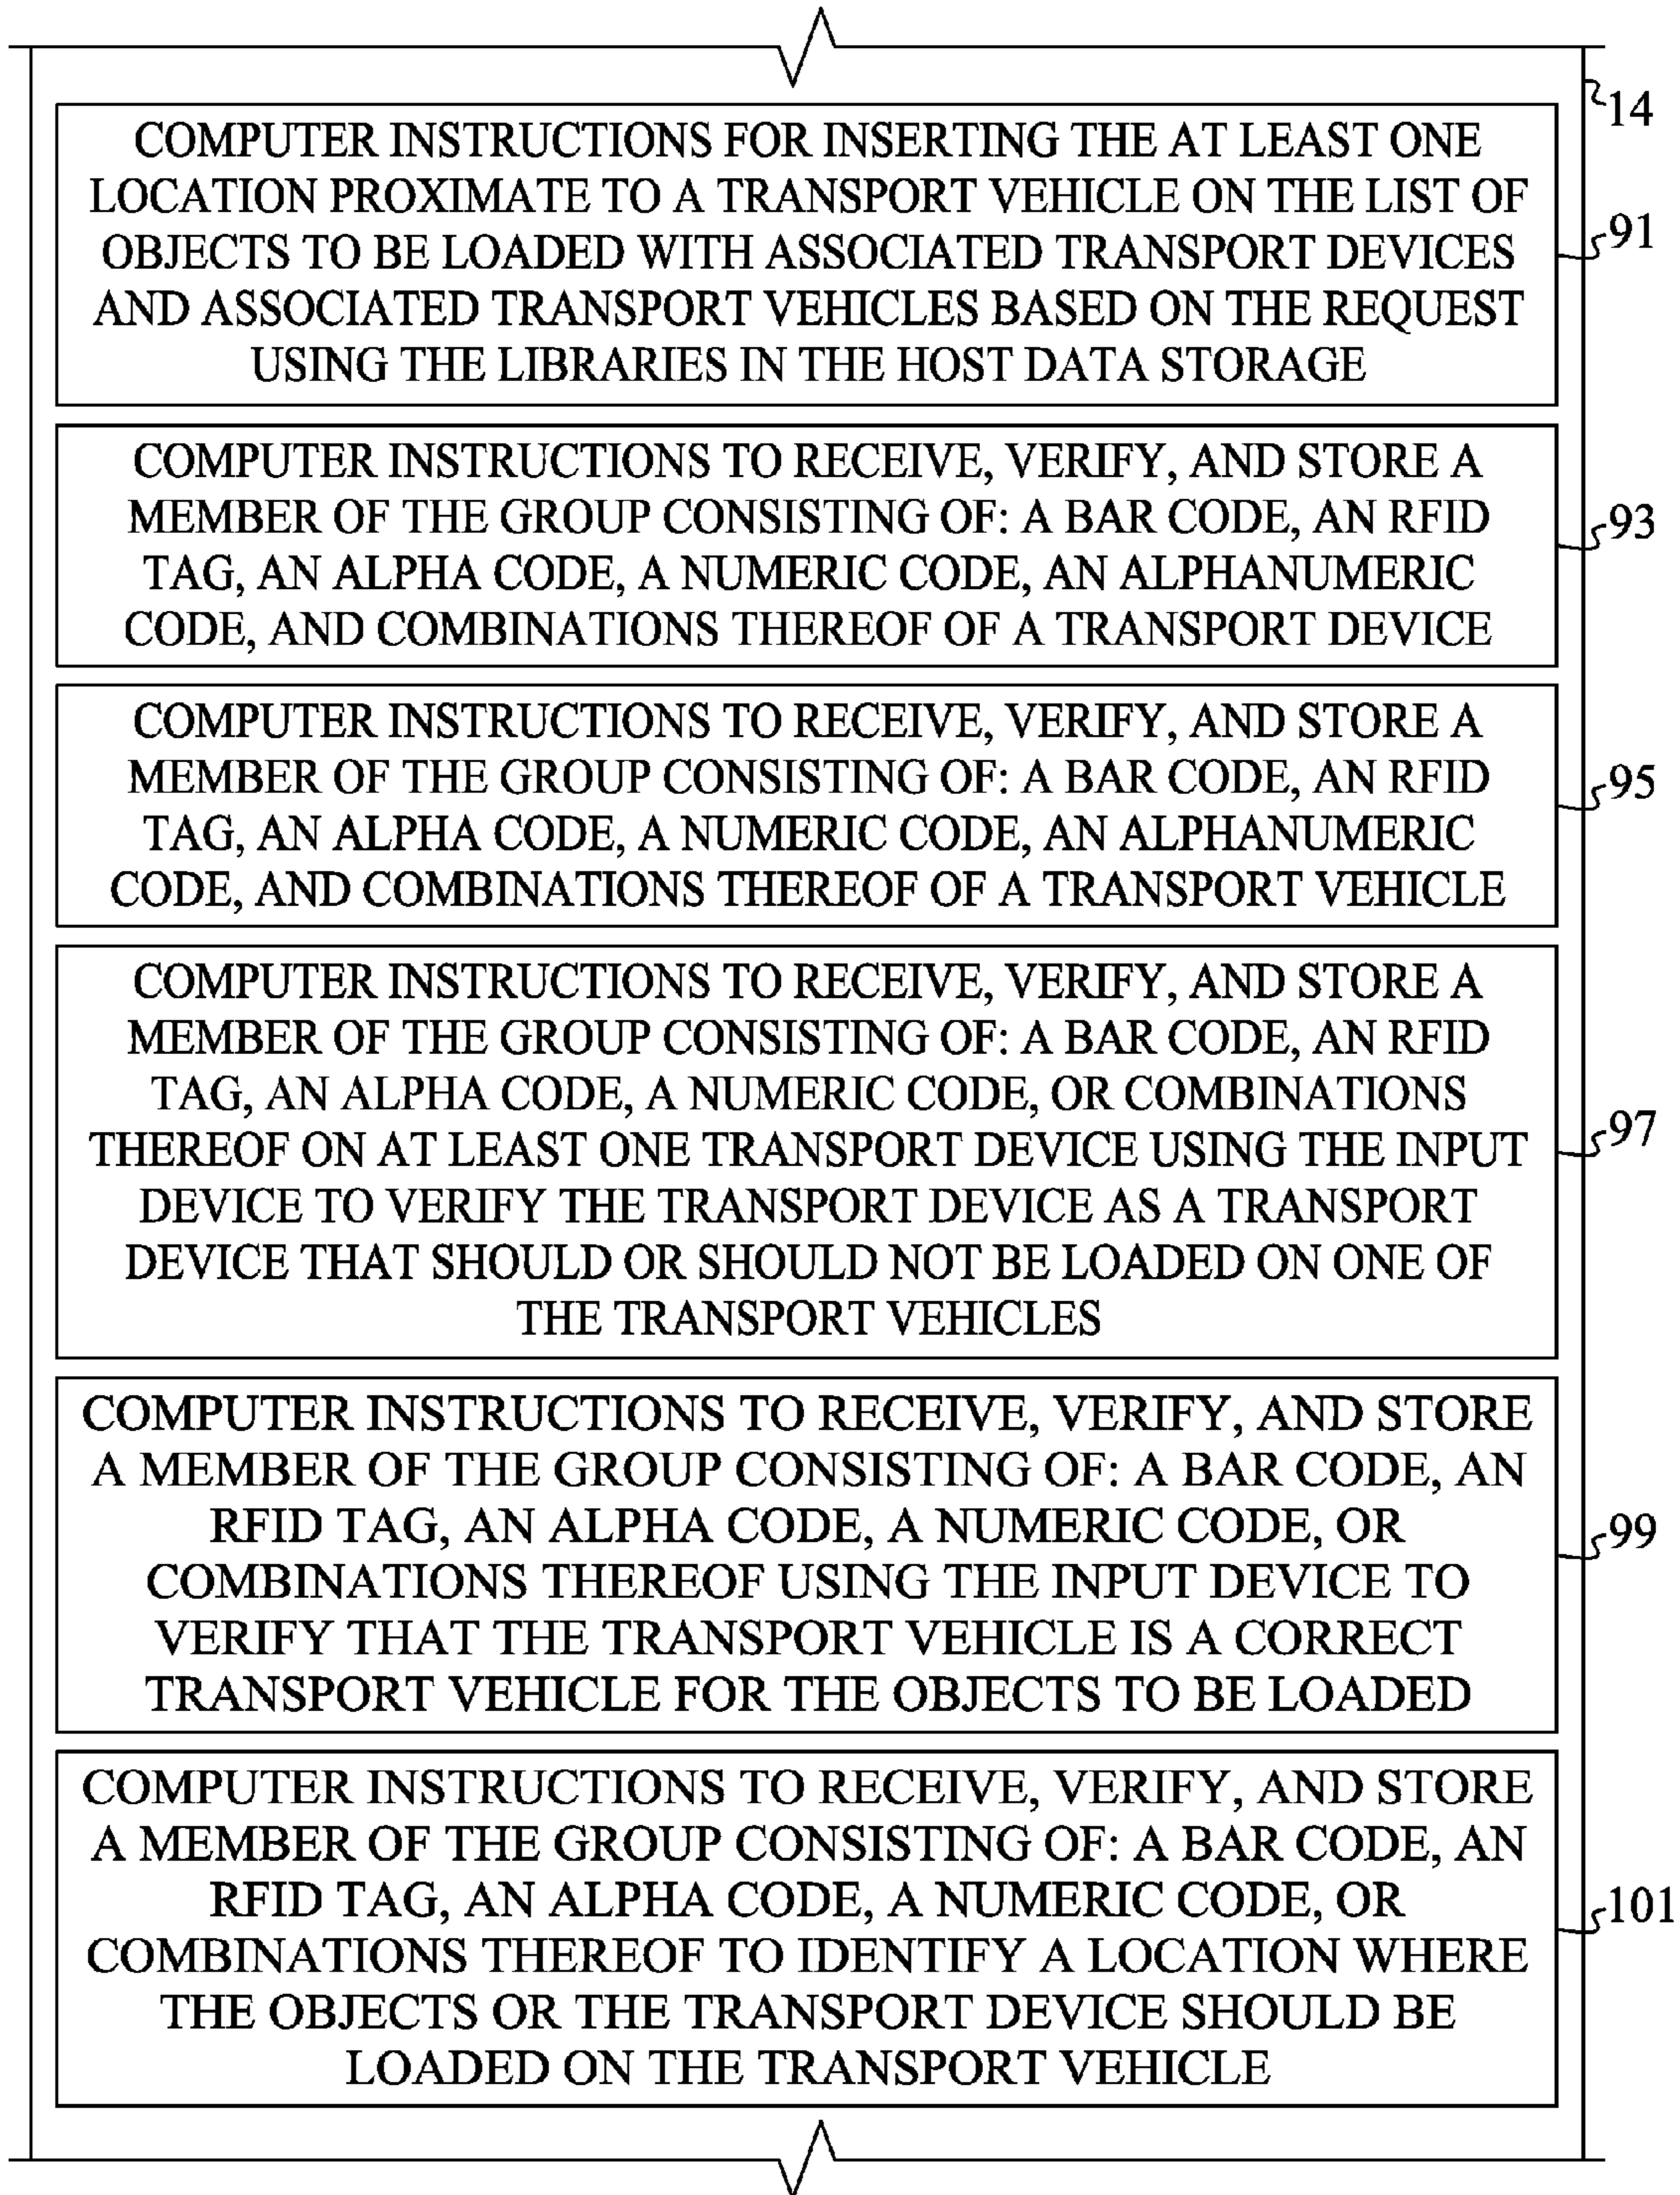 14
COMPUTER INSTRUCTIONS FOR INSERTING THE AT LEAST ONE
LOCATION PROXIMATE TO A TRANSPORT VEHICLE ON THE LIST OF
OBJECTS TO BE LOADED WITH ASSOCIATED TRANSPORT DEVICES
AND ASSOCIATED TRANSPORT VEHICLES BASED ON THE REQUEST
USING THE LIBRARIES IN THE HOST DATA STORAGE
91
COMPUTER INSTRUCTIONS TO RECEIVE, VERIFY, AND STORE A
MEMBER OF THE GROUP CONSISTING OF: A BAR CODE, AN RFID
TAG, AN ALPHA CODE, A NUMERIC CODE, AN ALPHANUMERIC
CODE, AND COMBINATIONS THEREOF OF A TRANSPORT DEVICE
93
COMPUTER INSTRUCTIONS TO RECEIVE, VERIFY, AND STORE A
MEMBER OF THE GROUP CONSISTING OF: A BAR CODE, AN RFID
TAG, AN ALPHA CODE, A NUMERIC CODE, AN ALPHANUMERIC
CODE, AND COMBINATIONS THEREOF OF A TRANSPORT VEHICLE
95
COMPUTER INSTRUCTIONS TO RECEIVE, VERIFY, AND STORE A
MEMBER OF THE GROUP CONSISTING OF: A BAR CODE, AN RFID
TAG, AN ALPHA CODE, A NUMERIC CODE, OR COMBINATIONS
THEREOF ON AT LEAST ONE TRANSPORT DEVICE USING THE INPUT
DEVICE TO VERIFY THE TRANSPORT DEVICE AS A TRANSPORT
DEVICE THAT SHOULD OR SHOULD NOT BE LOADED ON ONE OF
THE TRANSPORT VEHICLES
97
COMPUTER INSTRUCTIONS TO RECEIVE, VERIFY, AND STORE
A MEMBER OF THE GROUP CONSISTING OF: A BAR CODE, AN
RFID TAG, AN ALPHA CODE, A NUMERIC CODE, OR
COMBINATIONS THEREOF USING THE INPUT DEVICE TO
VERIFY THAT THE TRANSPORT VEHICLE IS A CORRECT
TRANSPORT VEHICLE FOR THE OBJECTS TO BE LOADED
99
COMPUTER INSTRUCTIONS TO RECEIVE, VERIFY, AND STORE
A MEMBER OF THE GROUP CONSISTING OF: A BAR CODE, AN
RFID TAG, AN ALPHA CODE, A NUMERIC CODE, OR
COMBINATIONS THEREOF TO IDENTIFY A LOCATION WHERE
THE OBJECTS OR THE TRANSPORT DEVICE SHOULD BE
LOADED ON THE TRANSPORT VEHICLE
101